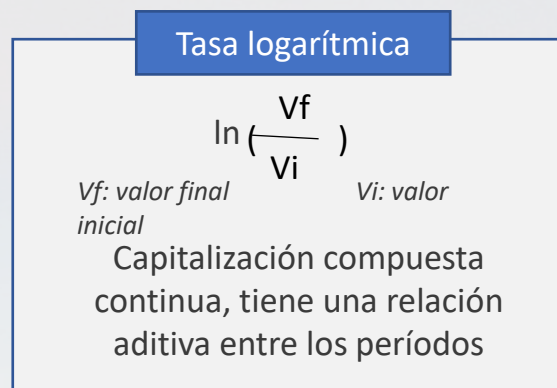 Tasa logarítmica
Vf
ln ( )
Vi
Vf: valor final Vi: valor
inicial
Capitalización compuesta
continua, tiene una relación
aditiva entre los períodos